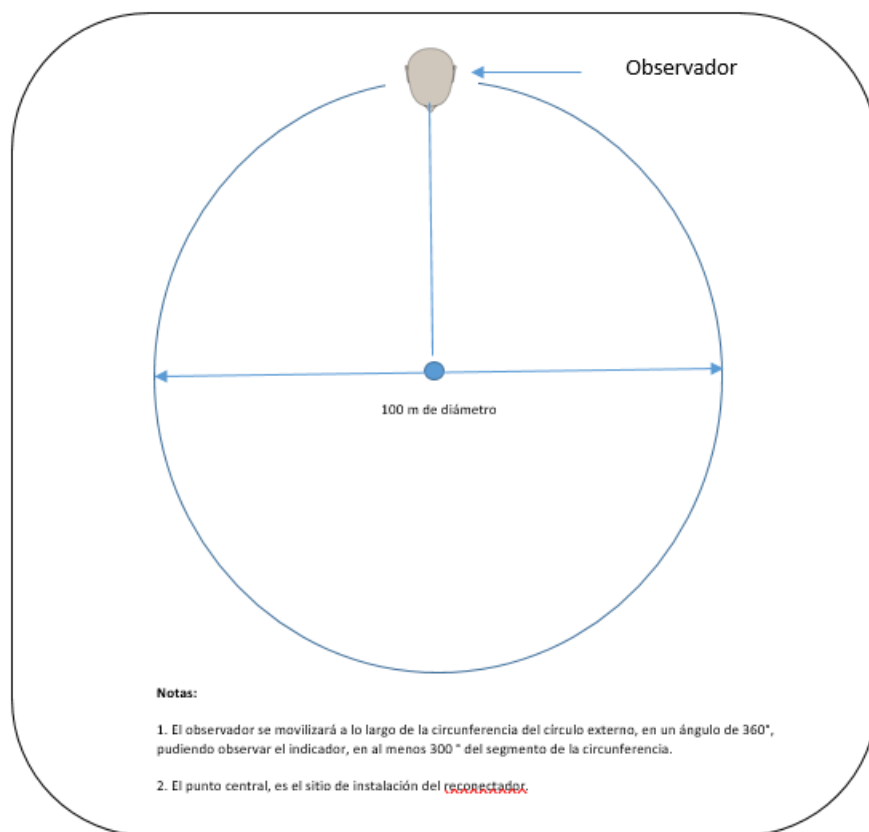 Observador
100 m de diámetro
Notas:
1. El observador se movilizará a lo largo de la circunferencia del círculo externo, en un ángulo de 360°,
pudiendo observar el indicador, en al menos 300 ° del segmento de la circunferencia.
2. El punto central, es el sitio de instalación del reconectador.